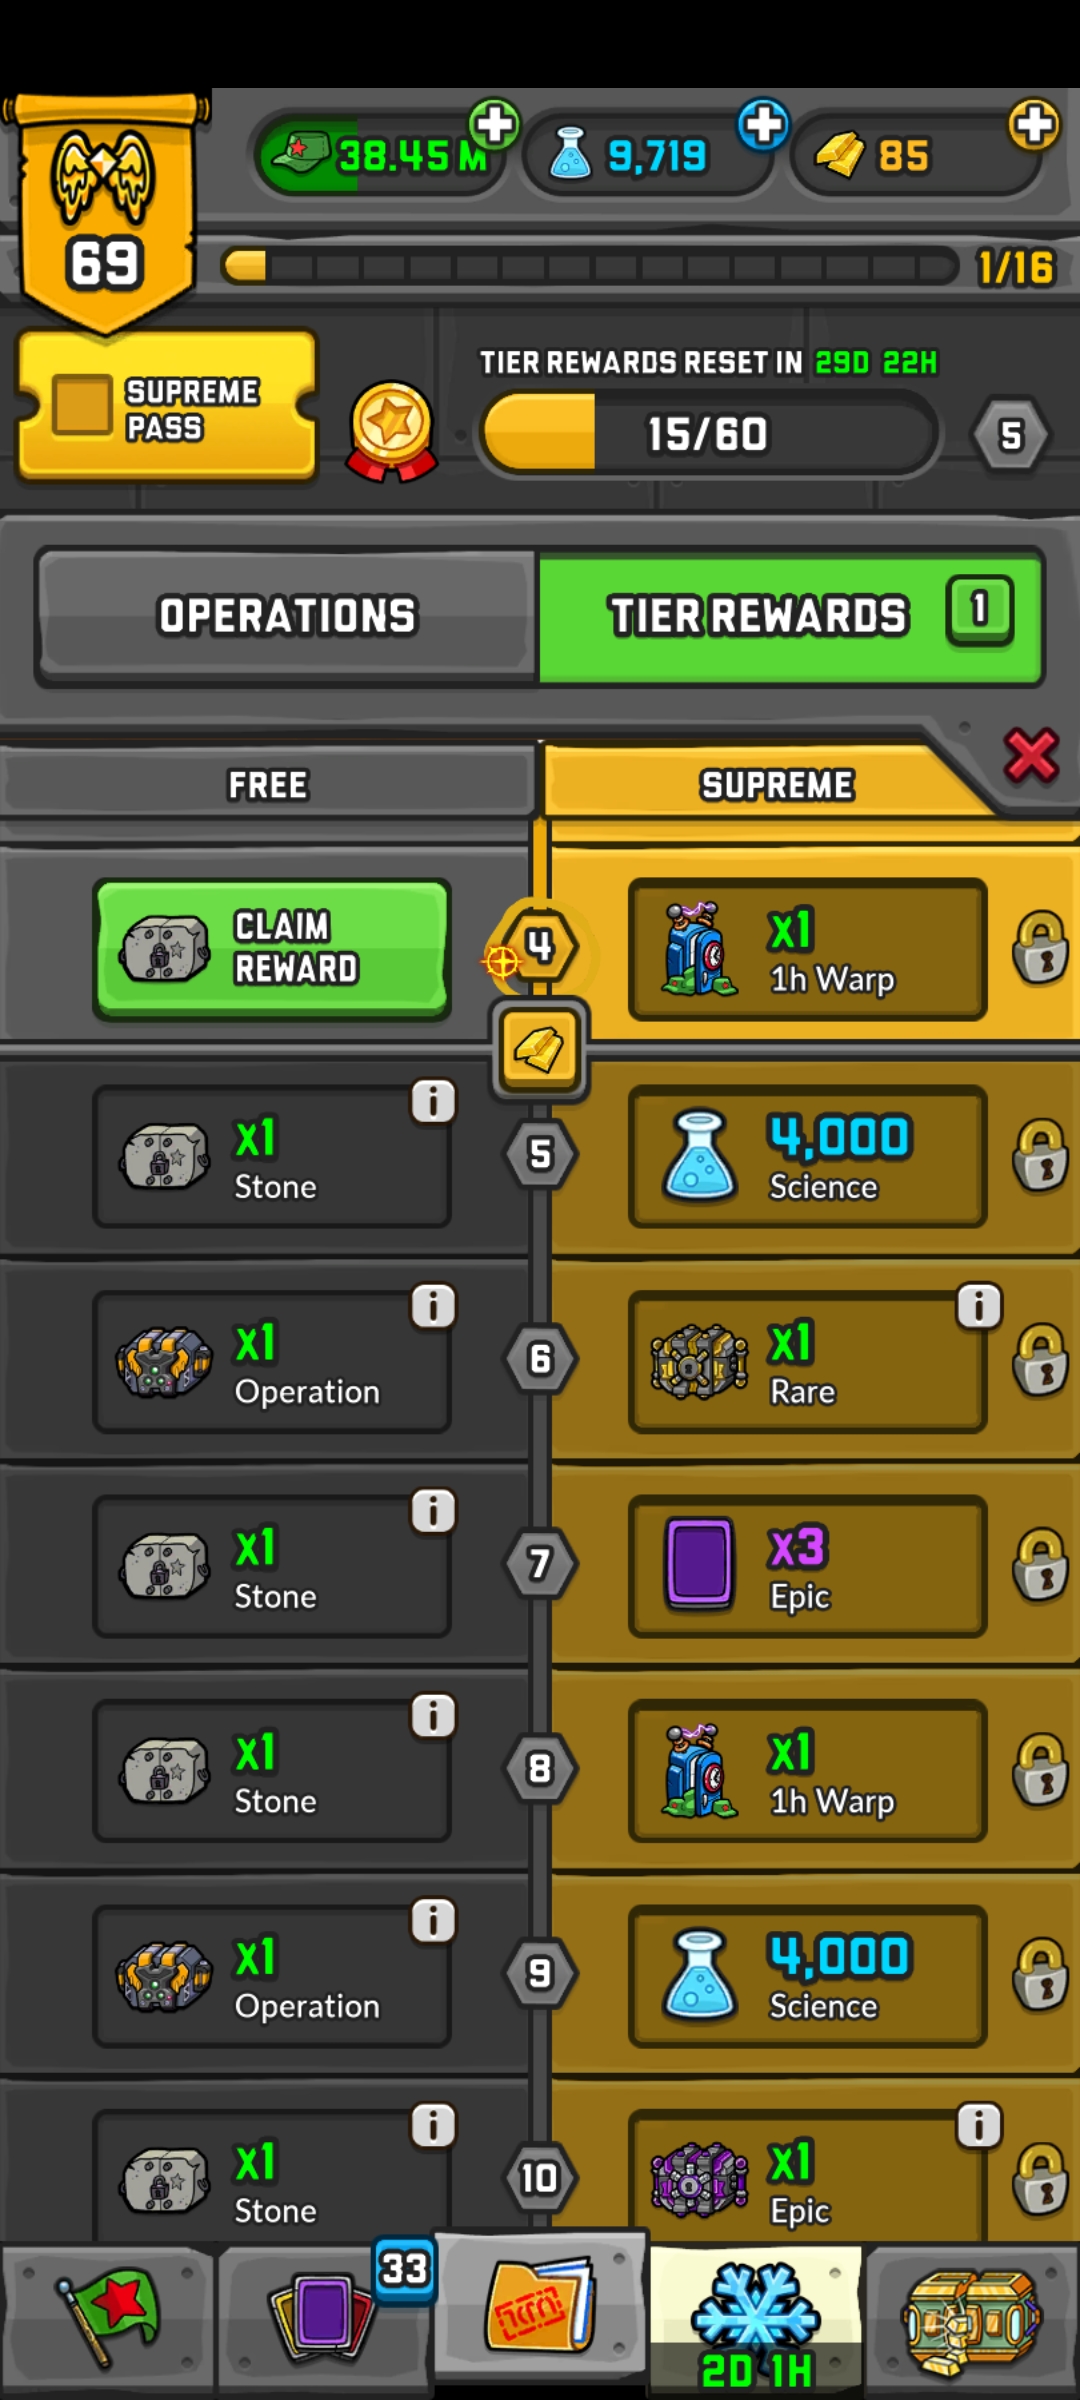 38.45 M
9,719
85
69
1/16
SUPREME
PASS
TIER REWARDS RESET IN 29D 22H
15/60
5
OPERATIONS
TIER REWARDS
1
FREE
SUPREME
CLAIM
REWARD
4
x1
1h Warp
x1
Stone
5
4,000
Science
x1
Operation
6
x1
Rare
x1
Stone
7
x3
Epic
x1
Stone
8
x1
1h Warp
x1
Operation
9
4,000
Science
x1
Stone
10
x1
Epic
33
2D 1H